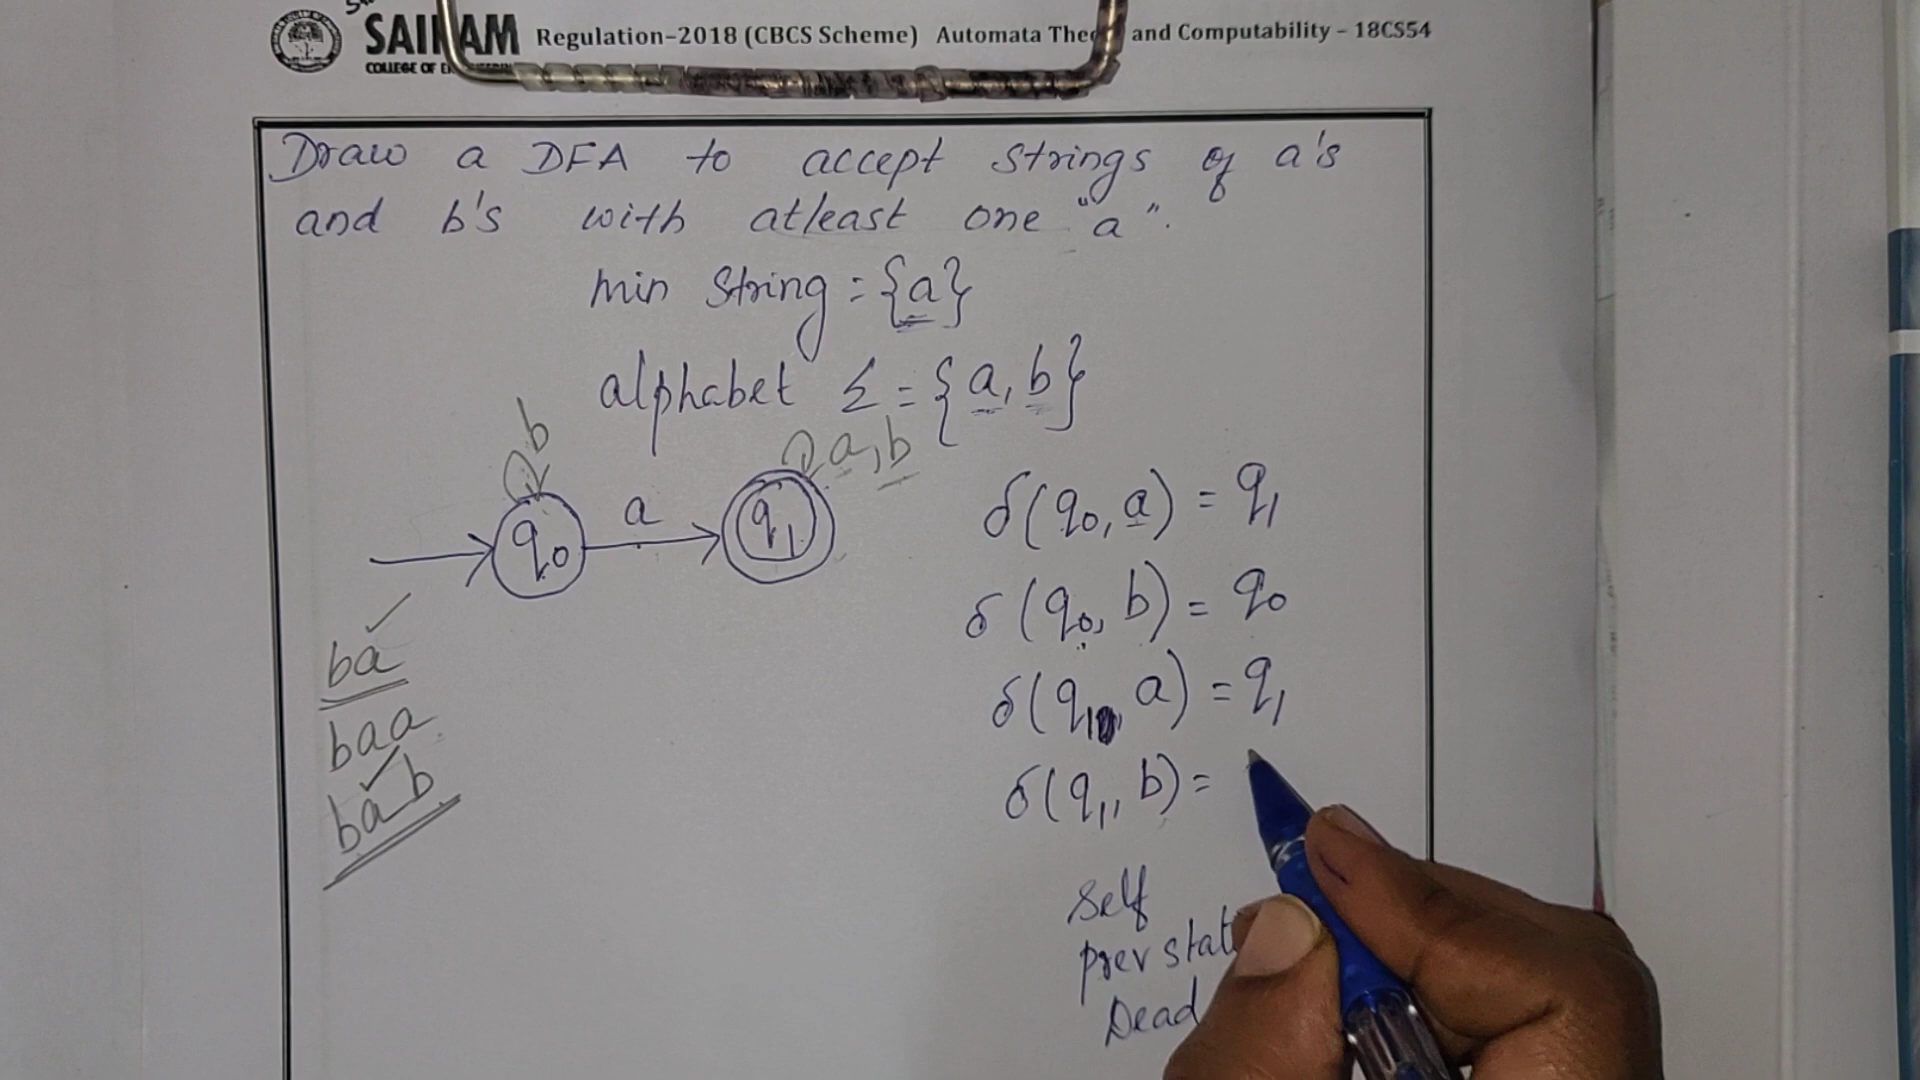 SAIRAM Regulation-2018 (CBCS Scheme) Automata Theory and Computability - 18CS54
COLLEGE OF
Draw a DFA to accept strings of a's
and b's with atleast one "a".
min string = {a}
alphabet Σ = {a, b}
b
a, b
q0
a
q1
ba
baa
bab
δ(q0, a) = q1
δ(q0, b) = q0
δ(q1, a) = q1
δ(q1, b) =
Self
Prev stat
Dead